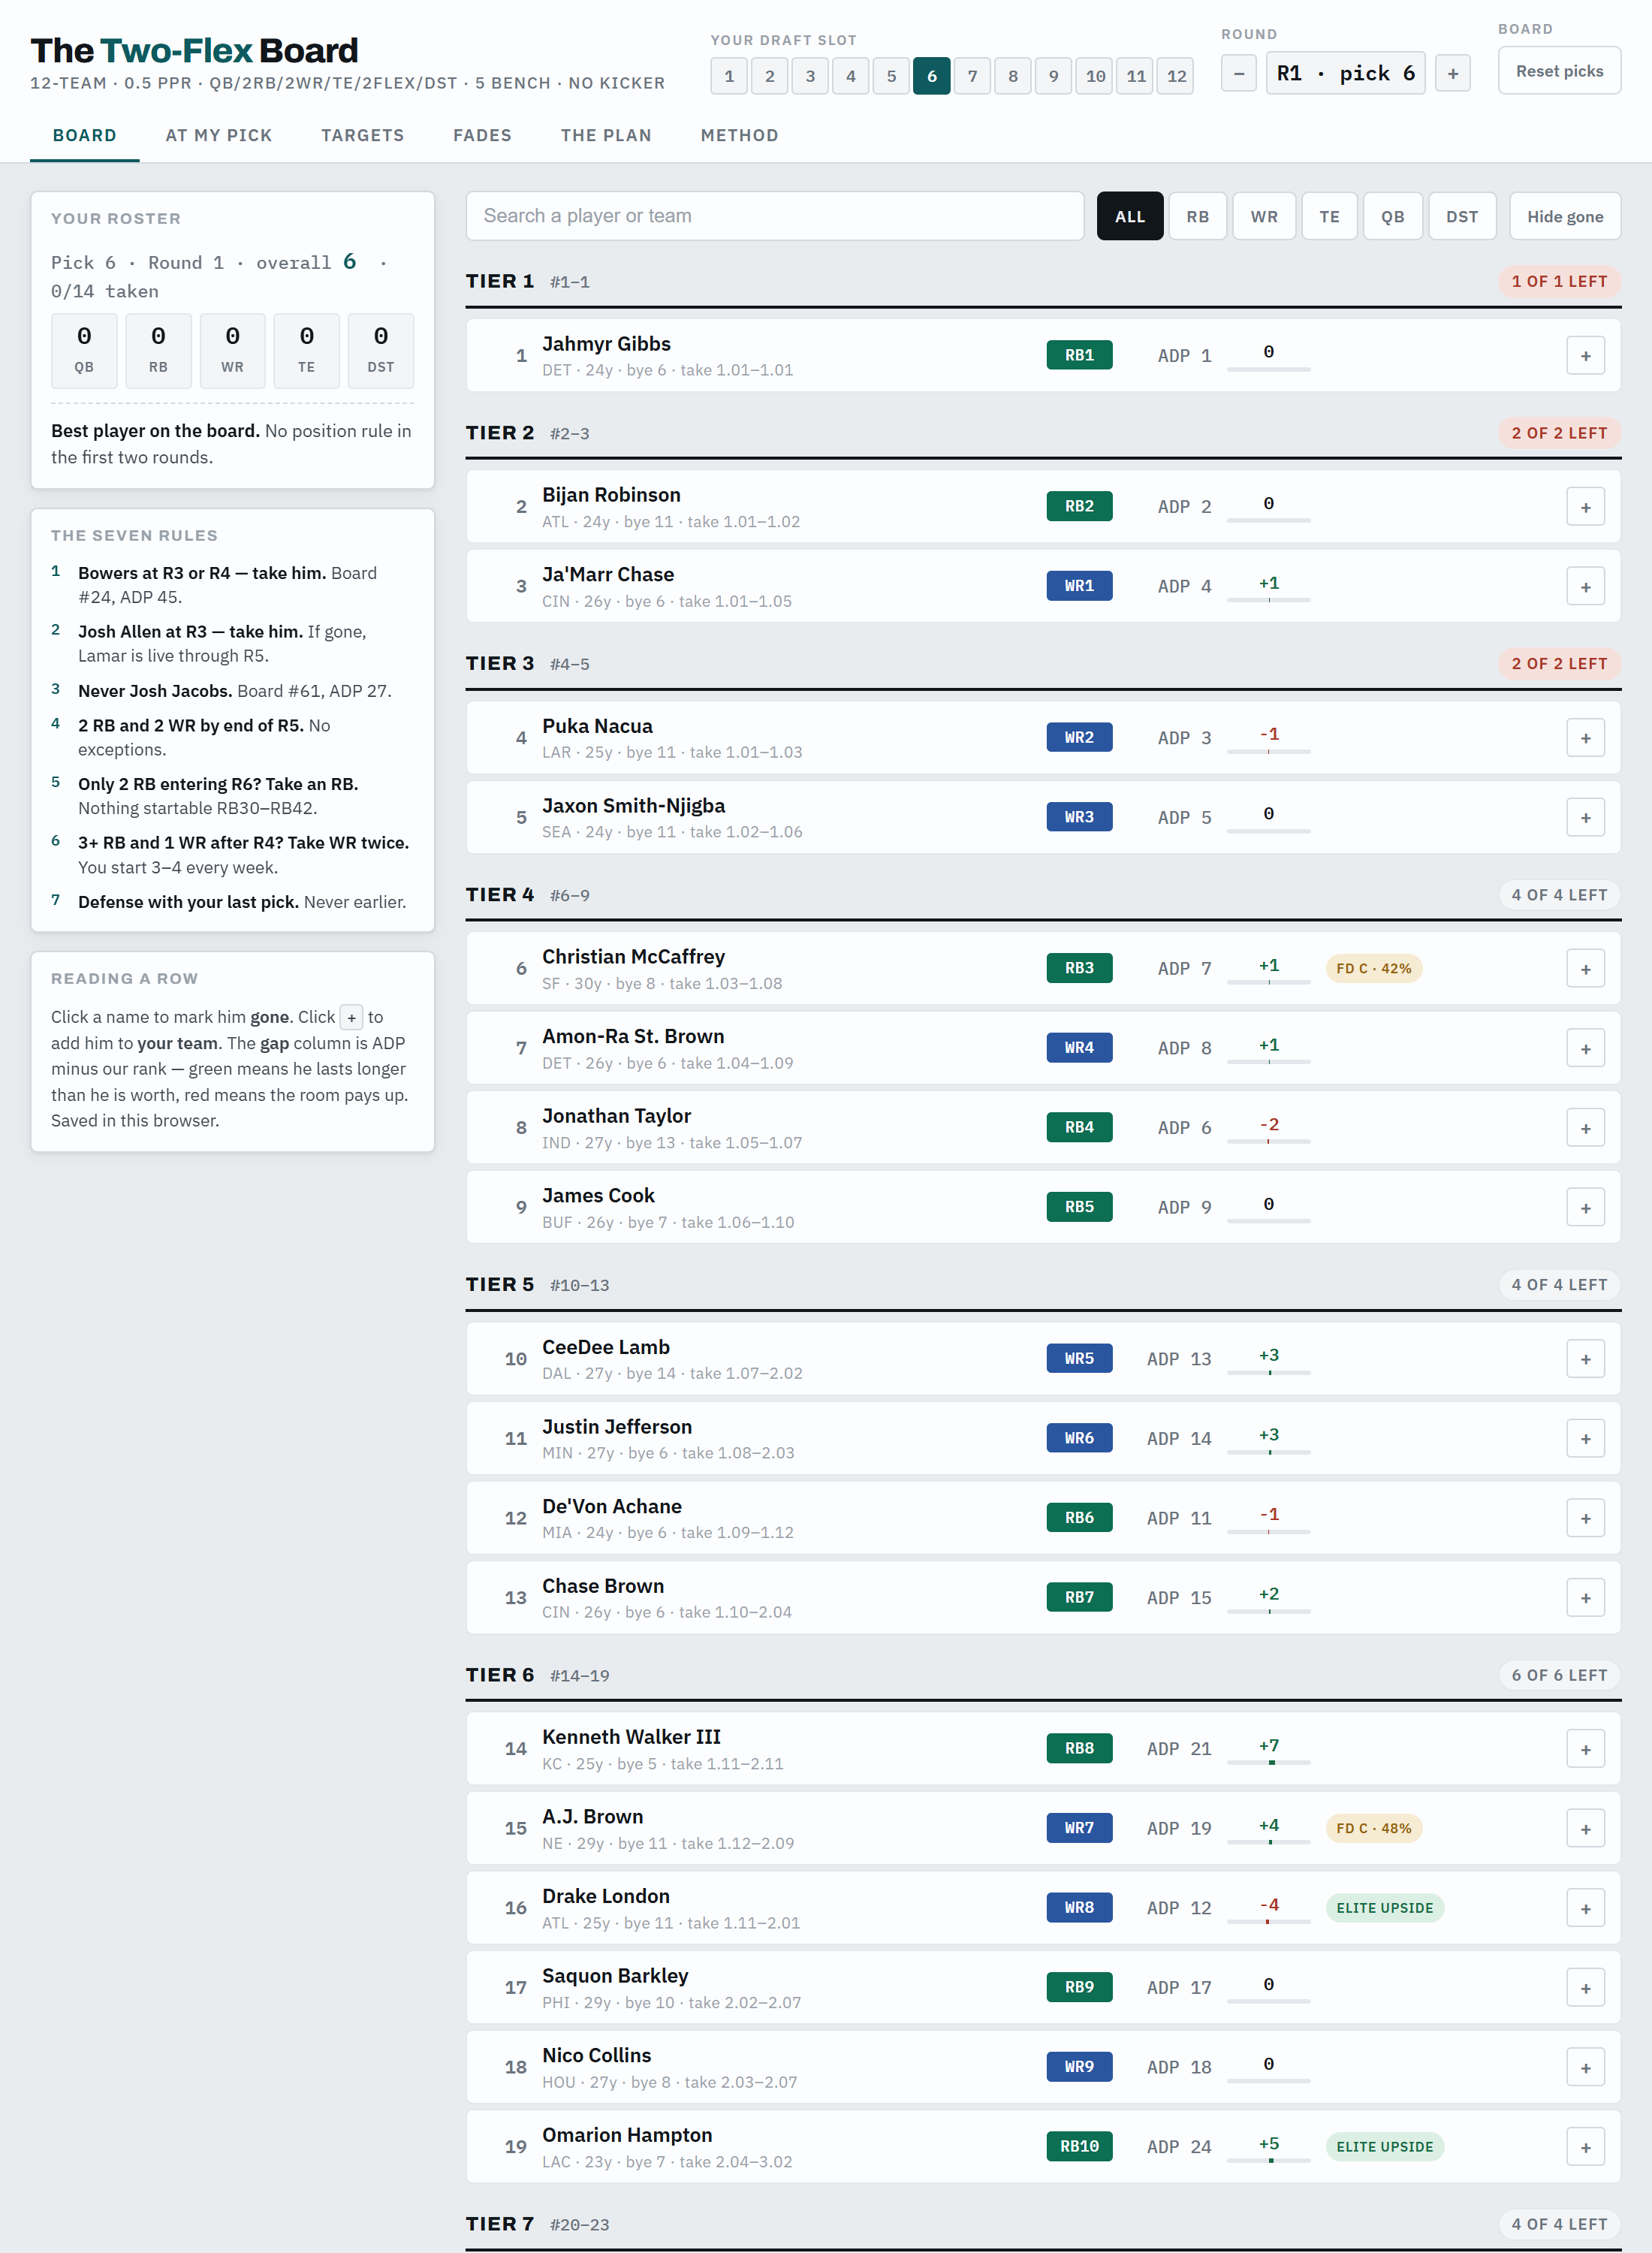 The Two-Flex Board
12-TEAM · 0.5 PPR · QB/2RB/2WR/TE/2FLEX/DST · 5 BENCH · NO KICKER
YOUR DRAFT SLOT
1 2 3 4 5 6 7 8 9 10 11 12
ROUND
− R1 · pick 6 +
BOARD
Reset picks
BOARD AT MY PICK TARGETS FADES THE PLAN METHOD
YOUR ROSTER
Pick 6 · Round 1 · overall 6 ·
0/14 taken
0 0 0 0 0
QB RB WR TE DST
Best player on the board. No position rule in
the first two rounds.
THE SEVEN RULES
1 Bowers at R3 or R4 — take him. Board
#24, ADP 45.
2 Josh Allen at R3 — take him. If gone,
Lamar is live through R5.
3 Never Josh Jacobs. Board #61, ADP 27.
4 2 RB and 2 WR by end of R5. No
exceptions.
5 Only 2 RB entering R6? Take an RB.
Nothing startable RB30–RB42.
6 3+ RB and 1 WR after R4? Take WR twice.
You start 3–4 every week.
7 Defense with your last pick. Never earlier.
READING A ROW
Click a name to mark him gone. Click + to
add him to your team. The gap column is ADP
minus our rank — green means he lasts longer
than he is worth, red means the room pays up.
Saved in this browser.
Search a player or team
ALL RB WR TE QB DST Hide gone
TIER 1 #1–1 1 OF 1 LEFT
1 Jahmyr Gibbs RB1 ADP 1 0 +
DET · 24y · bye 6 · take 1.01–1.01
TIER 2 #2–3 2 OF 2 LEFT
2 Bijan Robinson RB2 ADP 2 0 +
ATL · 24y · bye 11 · take 1.01–1.02
3 Ja'Marr Chase WR1 ADP 4 +1 +
CIN · 26y · bye 6 · take 1.01–1.05
TIER 3 #4–5 2 OF 2 LEFT
4 Puka Nacua WR2 ADP 3 -1 +
LAR · 25y · bye 11 · take 1.01–1.03
5 Jaxon Smith-Njigba WR3 ADP 5 0 +
SEA · 24y · bye 11 · take 1.02–1.06
TIER 4 #6–9 4 OF 4 LEFT
6 Christian McCaffrey RB3 ADP 7 +1 FD C · 42% +
SF · 30y · bye 8 · take 1.03–1.08
7 Amon-Ra St. Brown WR4 ADP 8 +1 +
DET · 26y · bye 6 · take 1.04–1.09
8 Jonathan Taylor RB4 ADP 6 -2 +
IND · 27y · bye 13 · take 1.05–1.07
9 James Cook RB5 ADP 9 0 +
BUF · 26y · bye 7 · take 1.06–1.10
TIER 5 #10–13 4 OF 4 LEFT
10 CeeDee Lamb WR5 ADP 13 +3 +
DAL · 27y · bye 14 · take 1.07–2.02
11 Justin Jefferson WR6 ADP 14 +3 +
MIN · 27y · bye 6 · take 1.08–2.03
12 De'Von Achane RB6 ADP 11 -1 +
MIA · 24y · bye 6 · take 1.09–1.12
13 Chase Brown RB7 ADP 15 +2 +
CIN · 26y · bye 6 · take 1.10–2.04
TIER 6 #14–19 6 OF 6 LEFT
14 Kenneth Walker III RB8 ADP 21 +7 +
KC · 25y · bye 5 · take 1.11–2.11
15 A.J. Brown WR7 ADP 19 +4 FD C · 48% +
NE · 29y · bye 11 · take 1.12–2.09
16 Drake London WR8 ADP 12 -4 ELITE UPSIDE +
ATL · 25y · bye 11 · take 1.11–2.01
17 Saquon Barkley RB9 ADP 17 0 +
PHI · 29y · bye 10 · take 2.02–2.07
18 Nico Collins WR9 ADP 18 0 +
HOU · 27y · bye 8 · take 2.03–2.07
19 Omarion Hampton RB10 ADP 24 +5 ELITE UPSIDE +
LAC · 23y · bye 7 · take 2.04–3.02
TIER 7 #20–23 4 OF 4 LEFT